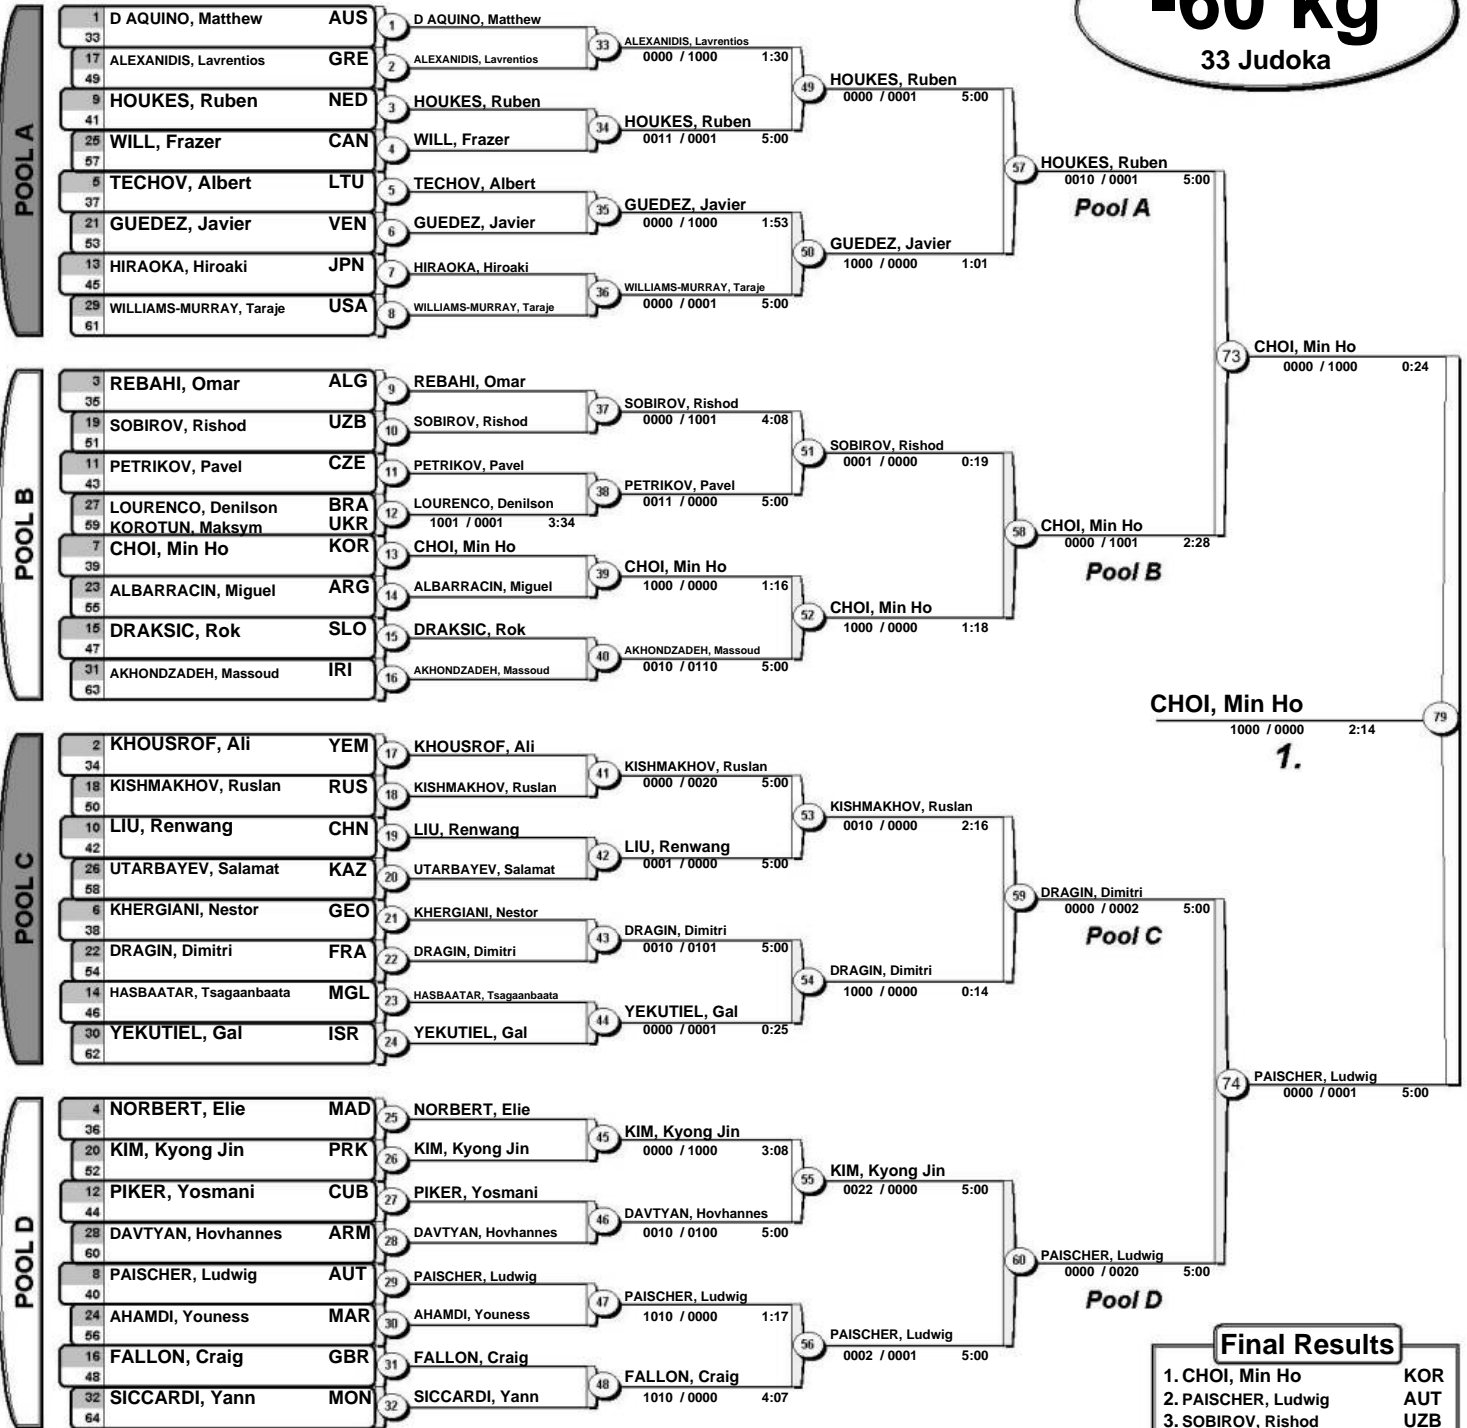 -60 kg
33 Judoka
POOL A
1 D AQUINO, Matthew AUS
33
17 ALEXANIDIS, Lavrentios GRE
49
9 HOUKES, Ruben NED
41
25 WILL, Frazer CAN
57
5 TECHOV, Albert LTU
37
21 GUEDEZ, Javier VEN
53
13 HIRAOKA, Hiroaki JPN
45
29 WILLIAMS-MURRAY, Taraje USA
61
1 D AQUINO, Matthew
2 ALEXANIDIS, Lavrentios
3 HOUKES, Ruben
4 WILL, Frazer
5 TECHOV, Albert
6 GUEDEZ, Javier
7 HIRAOKA, Hiroaki
8 WILLIAMS-MURRAY, Taraje
33 ALEXANIDIS, Lavrentios
0000 / 1000 1:30
34 HOUKES, Ruben
0011 / 0001 5:00
35 GUEDEZ, Javier
0000 / 1000 1:53
36 WILLIAMS-MURRAY, Taraje
0000 / 0001 5:00
49 HOUKES, Ruben
0000 / 0001 5:00
50 GUEDEZ, Javier
1000 / 0000 1:01
57 HOUKES, Ruben
0010 / 0001 5:00
Pool A
POOL B
3 REBAHI, Omar ALG
35
19 SOBIROV, Rishod UZB
51
11 PETRIKOV, Pavel CZE
43
27 LOURENCO, Denilson BRA
59 KOROTUN, Maksym UKR
7 CHOI, Min Ho KOR
39
23 ALBARRACIN, Miguel ARG
55
15 DRAKSIC, Rok SLO
47
31 AKHONDZADEH, Massoud IRI
63
9 REBAHI, Omar
10 SOBIROV, Rishod
11 PETRIKOV, Pavel
12 LOURENCO, Denilson
1001 / 0001 3:34
13 CHOI, Min Ho
14 ALBARRACIN, Miguel
15 DRAKSIC, Rok
16 AKHONDZADEH, Massoud
37 SOBIROV, Rishod
0000 / 1001 4:08
38 PETRIKOV, Pavel
0011 / 0000 5:00
39 CHOI, Min Ho
1000 / 0000 1:16
40 AKHONDZADEH, Massoud
0010 / 0110 5:00
51 SOBIROV, Rishod
0001 / 0000 0:19
52 CHOI, Min Ho
1000 / 0000 1:18
58 CHOI, Min Ho
0000 / 1001 2:28
Pool B
73 CHOI, Min Ho
0000 / 1000 0:24
CHOI, Min Ho 79
1000 / 0000 2:14
1.
POOL C
2 KHOUSROF, Ali YEM
34
18 KISHMAKHOV, Ruslan RUS
50
10 LIU, Renwang CHN
42
26 UTARBAYEV, Salamat KAZ
58
6 KHERGIANI, Nestor GEO
38
22 DRAGIN, Dimitri FRA
54
14 HASBAATAR, Tsagaanbaata MGL
46
30 YEKUTIEL, Gal ISR
62
17 KHOUSROF, Ali
18 KISHMAKHOV, Ruslan
19 LIU, Renwang
20 UTARBAYEV, Salamat
21 KHERGIANI, Nestor
22 DRAGIN, Dimitri
23 HASBAATAR, Tsagaanbaata
24 YEKUTIEL, Gal
41 KISHMAKHOV, Ruslan
0000 / 0020 5:00
42 LIU, Renwang
0001 / 0000 5:00
43 DRAGIN, Dimitri
0010 / 0101 5:00
44 YEKUTIEL, Gal
0000 / 0001 0:25
53 KISHMAKHOV, Ruslan
0010 / 0000 2:16
54 DRAGIN, Dimitri
1000 / 0000 0:14
59 DRAGIN, Dimitri
0000 / 0002 5:00
Pool C
POOL D
4 NORBERT, Elie MAD
36
20 KIM, Kyong Jin PRK
52
12 PIKER, Yosmani CUB
44
28 DAVTYAN, Hovhannes ARM
60
8 PAISCHER, Ludwig AUT
40
24 AHAMDI, Youness MAR
56
16 FALLON, Craig GBR
48
32 SICCARDI, Yann MON
64
25 NORBERT, Elie
26 KIM, Kyong Jin
27 PIKER, Yosmani
28 DAVTYAN, Hovhannes
29 PAISCHER, Ludwig
30 AHAMDI, Youness
31 FALLON, Craig
32 SICCARDI, Yann
45 KIM, Kyong Jin
0000 / 1000 3:08
46 DAVTYAN, Hovhannes
0010 / 0100 5:00
47 PAISCHER, Ludwig
1010 / 0000 1:17
48 FALLON, Craig
1010 / 0000 4:07
55 KIM, Kyong Jin
0022 / 0000 5:00
56 PAISCHER, Ludwig
0002 / 0001 5:00
60 PAISCHER, Ludwig
0000 / 0020 5:00
Pool D
74 PAISCHER, Ludwig
0000 / 0001 5:00
Final Results
1. CHOI, Min Ho KOR
2. PAISCHER, Ludwig AUT
3. SOBIROV, Rishod UZB